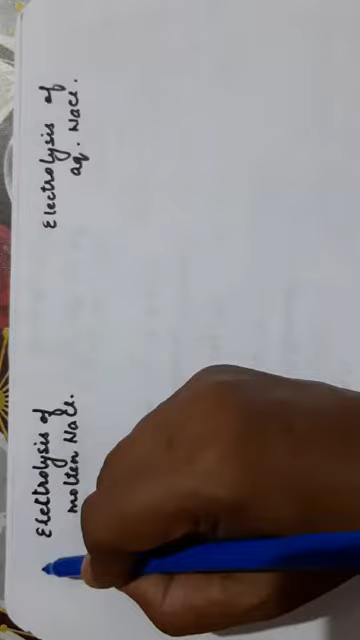 Electrolysis of
molten NaCl.
Electrolysis of
aq. NaCl.